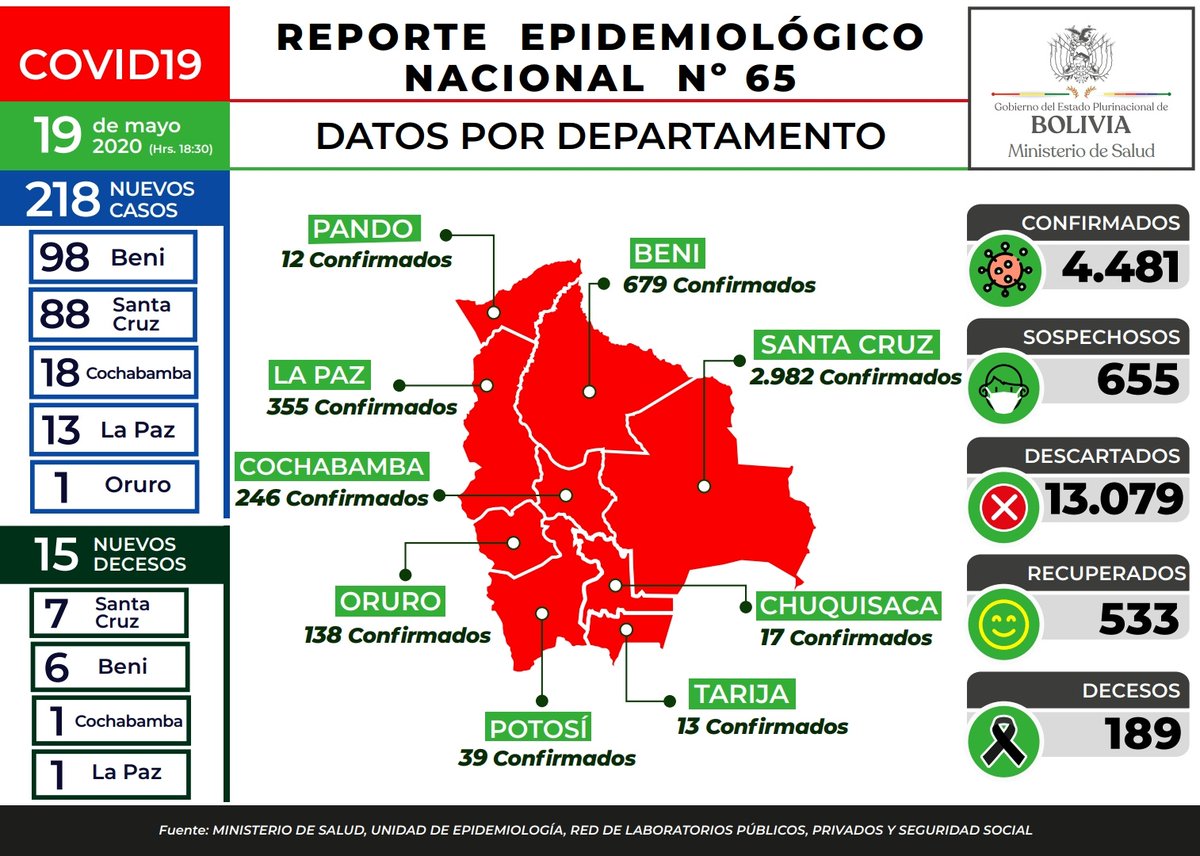 COVID19
19 de mayo
2020 (Hrs. 18:30)
REPORTE EPIDEMIOLÓGICO
NACIONAL Nº 65
DATOS POR DEPARTAMENTO
Gobierno del Estado Plurinacional de
BOLIVIA
Ministerio de Salud
218 NUEVOS
CASOS
98 Beni
88 Santa
Cruz
18 Cochabamba
13 La Paz
1 Oruro
15 NUEVOS
DECESOS
7 Santa
Cruz
6 Beni
1 Cochabamba
1 La Paz
PANDO
12 Confirmados
BENI
679 Confirmados
SANTA CRUZ
2.982 Confirmados
LA PAZ
355 Confirmados
COCHABAMBA
246 Confirmados
ORURO
138 Confirmados
CHUQUISACA
17 Confirmados
TARIJA
13 Confirmados
POTOSÍ
39 Confirmados
CONFIRMADOS
4.481
SOSPECHOSOS
655
DESCARTADOS
13.079
RECUPERADOS
533
DECESOS
189
Fuente: MINISTERIO DE SALUD, UNIDAD DE EPIDEMIOLOGÍA, RED DE LABORATORIOS PÚBLICOS, PRIVADOS Y SEGURIDAD SOCIAL